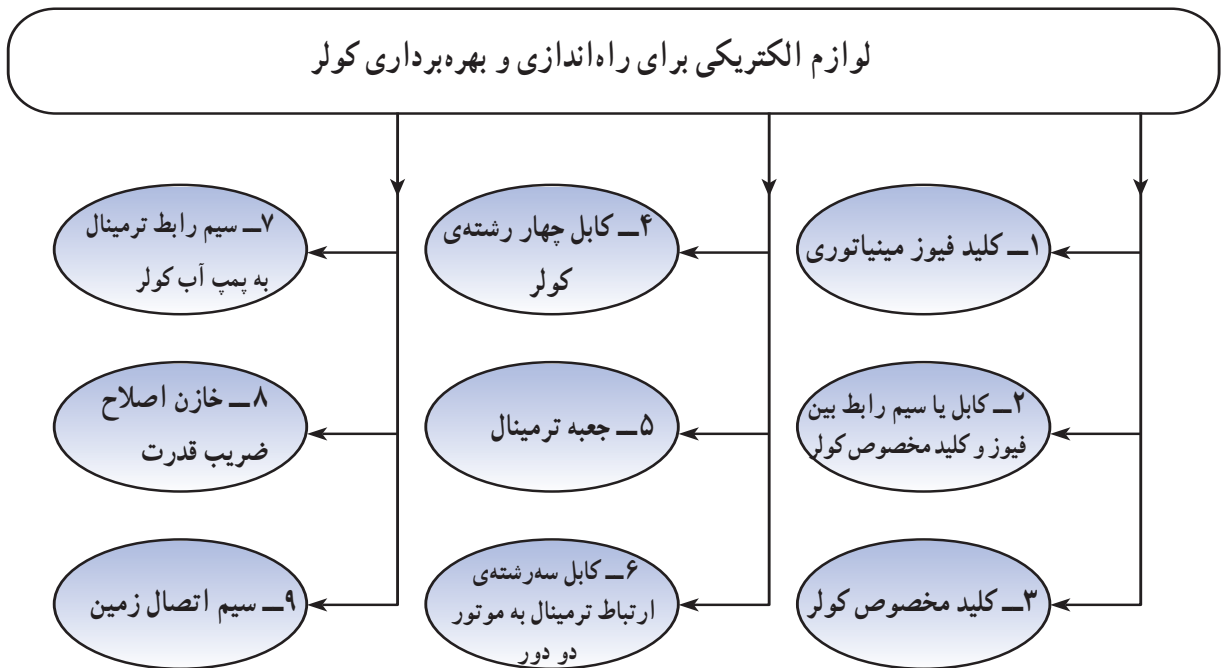 لوازم الکتریکی برای راه‌اندازی و بهره‌برداری کولر
۱ــ کلید فیوز مینیاتوری
۲ــ کابل یا سیم رابط بین
فیوز و کلید مخصوص کولر
۳ــ کلید مخصوص کولر
۴ــ کابل چهار رشته‌ی
کولر
۵ــ جعبه ترمینال
۶ــ کابل سه‌رشته‌ی
ارتباط ترمینال به موتور
دو دور
۷ــ سیم رابط ترمینال
به پمپ آب کولر
۸ــ خازن اصلاح
ضریب قدرت
۹ــ سیم اتصال زمین